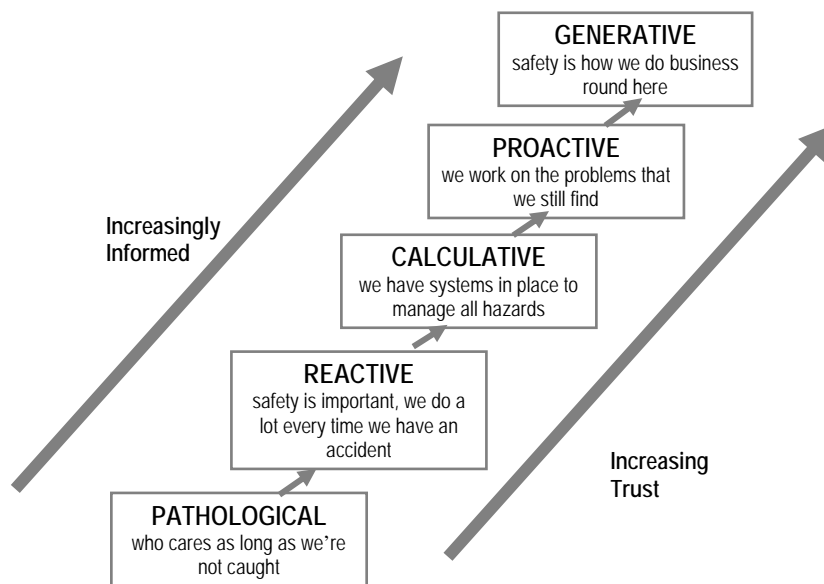 GENERATIVE
safety is how we do business
round here
PROACTIVE
we work on the problems that
we still find
Increasingly
Informed
CALCULATIVE
we have systems in place to
manage all hazards
REACTIVE
safety is important, we do a
lot every time we have an
accident
Increasing
Trust
PATHOLOGICAL
who cares as long as we’re
not caught